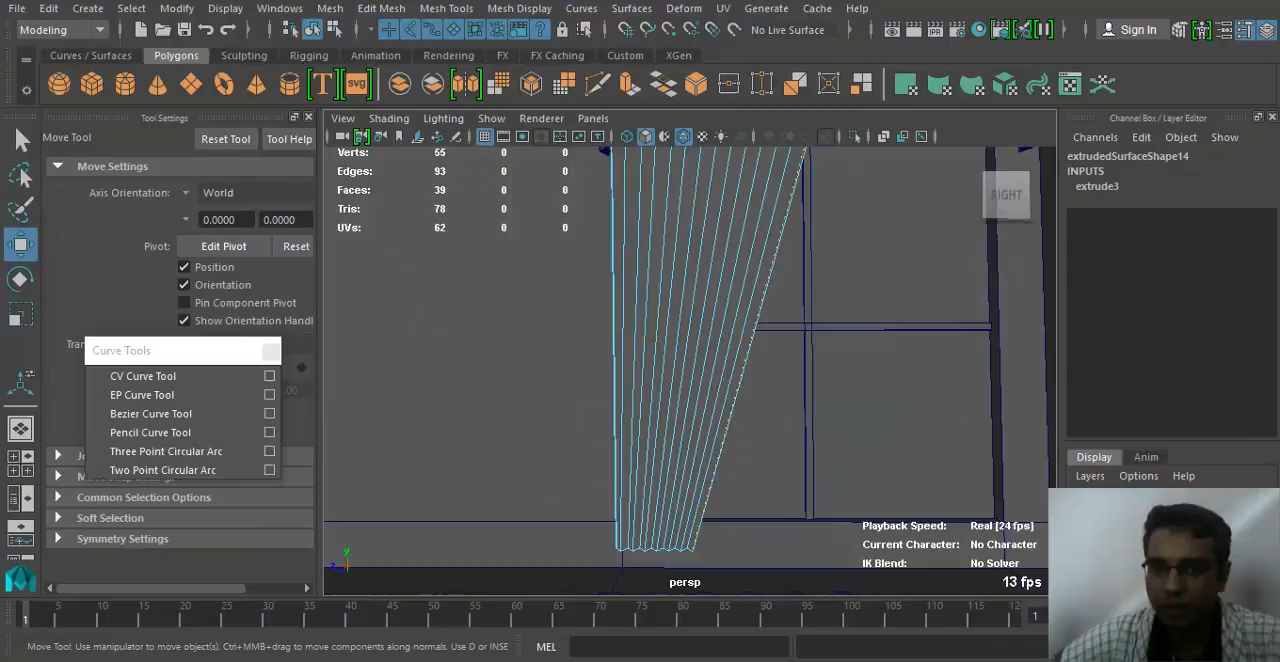 File Edit Create Select Modify Display Windows Mesh Edit Mesh Mesh Tools Mesh Display Curves Surfaces Deform UV Generate Cache Help
Modeling No Live Surface Sign In
Curves / Surfaces Polygons Sculpting Rigging Animation Rendering FX FX Caching Custom XGen
T svg
Tool Settings
Move Tool Reset Tool Tool Help
Move Settings
Axis Orientation: World
0.0000 0.0000
Pivot: Edit Pivot Reset
Position
Orientation
Pin Component Pivot
Show Orientation Handl
Curve Tools
CV Curve Tool
EP Curve Tool
Bezier Curve Tool
Pencil Curve Tool
Three Point Circular Arc
Two Point Circular Arc
Common Selection Options
Soft Selection
Symmetry Settings
View Shading Lighting Show Renderer Panels
Verts: 55 0 0
Edges: 93 0 0
Faces: 39 0 0
Tris: 78 0 0
UVs: 62 0 0
RIGHT
Playback Speed: Real [24 fps]
Current Character: No Character
IK Blend: No Solver
y
z
persp
13 fps
Channel Box / Layer Editor
Channels Edit Object Show
extrudedSurfaceShape14
INPUTS
extrude3
Display Anim
Layers Options Help
5 10 15 20 25 30 35 40 45 50 55 60 65 70 75 80 85 90 95 100 105 110 115 12
1 1
Move Tool: Use manipulator to move object(s). Ctrl+MMB+drag to move components along normals. Use D or INSE MEL